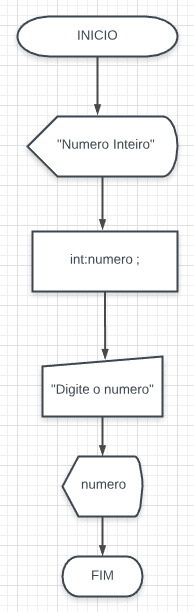 INICIO
"Numero Inteiro"
int:numero ;
"Digite o numero"
numero
FIM